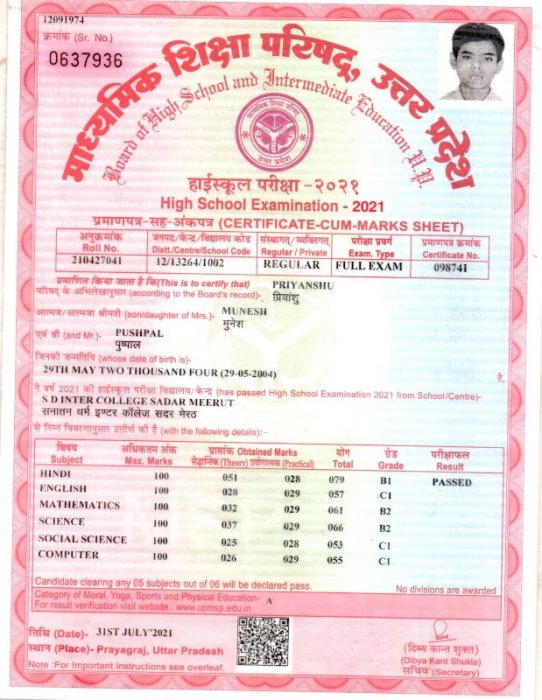 12091974
क्रमांक (Sr. No.)
0637936
माध्यमिक शिक्षा परिषद्, उत्तर प्रदेश
Board of High School and Intermediate Education U.P.
माध्यमिक शिक्षा परिषद्
उत्तर प्रदेश
हाईस्कूल परीक्षा - २०२१
High School Examination - 2021
प्रमाणपत्र-सह-अंकपत्र (CERTIFICATE-CUM-MARKS SHEET)
अनुक्रमांक जनपद/केन्द्र/विद्यालय कोड संस्थागत/व्यक्तिगत परीक्षा प्रवर्ग प्रमाणपत्र क्रमांक
Roll No. Distt./Centre/School Code Regular / Private Exam. Type Certificate No.
210427041 12/13264/1002 REGULAR FULL EXAM 098741
प्रमाणित किया जाता है कि(This is to certify that) PRIYANSHU
परिषद् के अभिलेखानुसार (according to the Board's record)- प्रियांशु
आत्मज/आत्मजा श्रीमती (son/daughter of Mrs.)- MUNESH
मुनेश
एवं श्री (and Mr.)- PUSHPAL
पुष्पाल
जिनकी जन्मतिथि (whose date of birth is)-
29TH MAY TWO THOUSAND FOUR (29-05-2004) है,
ने वर्ष 2021 की हाईस्कूल परीक्षा विद्यालय/केन्द्र (has passed High School Examination 2021 from School/Centre)-
S D INTER COLLEGE SADAR MEERUT
सनातन धर्म इण्टर कॉलेज सदर मेरठ
से निम्न विवरणानुसार उत्तीर्ण की है (with the following details):-
विषय अधिकतम अंक प्राप्तांक Obtained Marks योग ग्रेड परीक्षाफल
Subject Max. Marks सैद्धान्तिक (Theory) प्रयोगात्मक (Practical) Total Grade Result
HINDI 100 051 028 079 B1 PASSED
ENGLISH 100 028 029 057 C1
MATHEMATICS 100 032 029 061 B2
SCIENCE 100 037 029 066 B2
SOCIAL SCIENCE 100 025 028 053 C1
COMPUTER 100 026 029 055 C1
Candidate clearing any 05 subjects out of 06 will be declared pass. No divisions are awarded
Category of Moral, Yoga, Sports and Physical Education- A
For result verification visit website : www.upmsp.edu.in
तिथि (Date)- 31ST JULY'2021
स्थान (Place)- Prayagraj, Uttar Pradesh
Note :For Important Instructions see overleaf.
(दिव्य कान्त शुक्ल)
(Dibya Kant Shukla)
सचिव (Secretary)